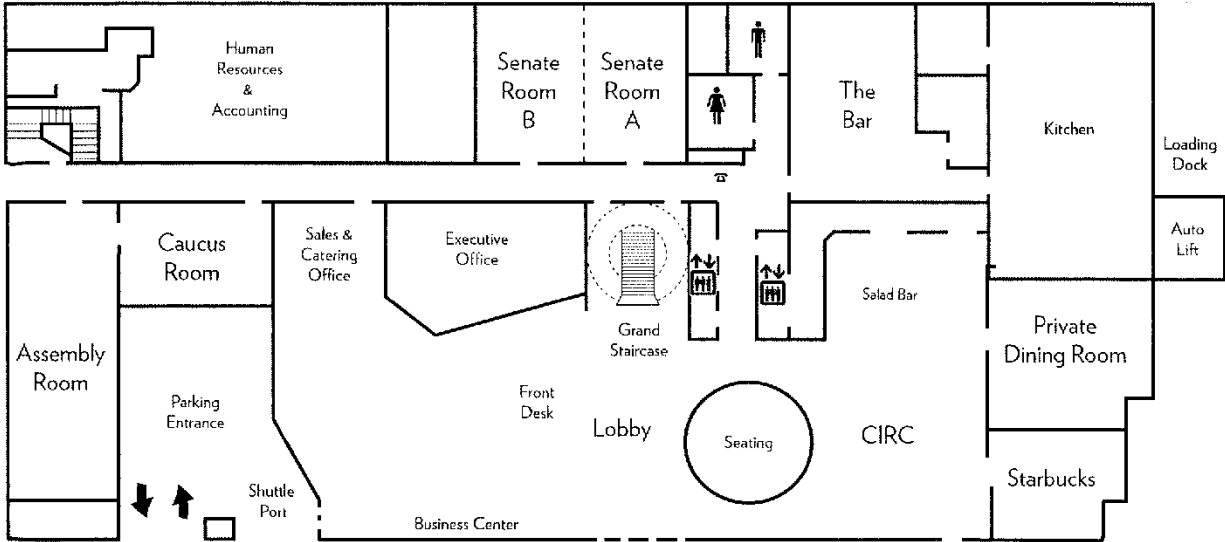 Human
Resources
&
Accounting
Senate
Room
B
Senate
Room
A
The
Bar
Kitchen
Loading
Dock
Auto
Lift
Caucus
Room
Sales &
Catering
Office
Executive
Office
Grand
Staircase
Salad Bar
Private
Dining Room
Assembly
Room
Parking
Entrance
Front
Desk
Lobby
Seating
CIRC
Starbucks
Shuttle
Port
Business Center